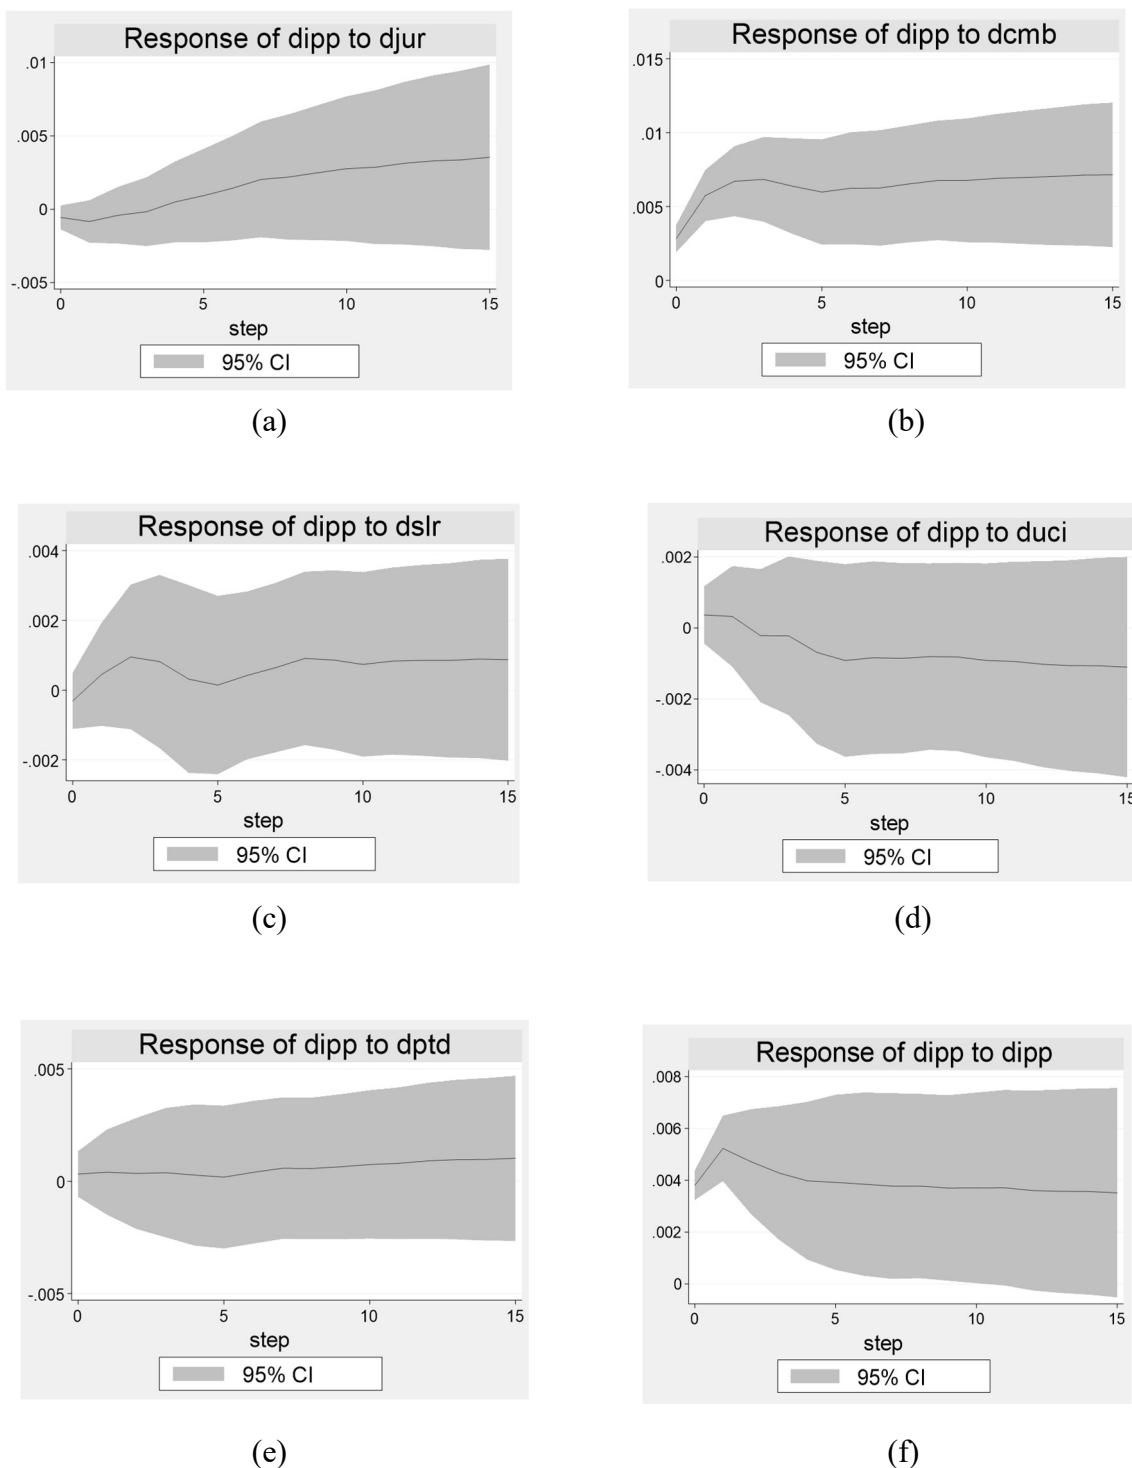 Response of dipp to djur
.01
.005
0
-.005
0 5 10 15
step
95% CI
(a)
Response of dipp to dcmb
.015
.01
.005
0
0 5 10 15
step
95% CI
(b)
Response of dipp to dslr
.004
.002
0
-.002
0 5 10 15
step
95% CI
(c)
Response of dipp to duci
.002
0
-.002
-.004
0 5 10 15
step
95% CI
(d)
Response of dipp to dptd
.005
0
-.005
0 5 10 15
step
95% CI
(e)
Response of dipp to dipp
.008
.006
.004
.002
0
0 5 10 15
step
95% CI
(f)